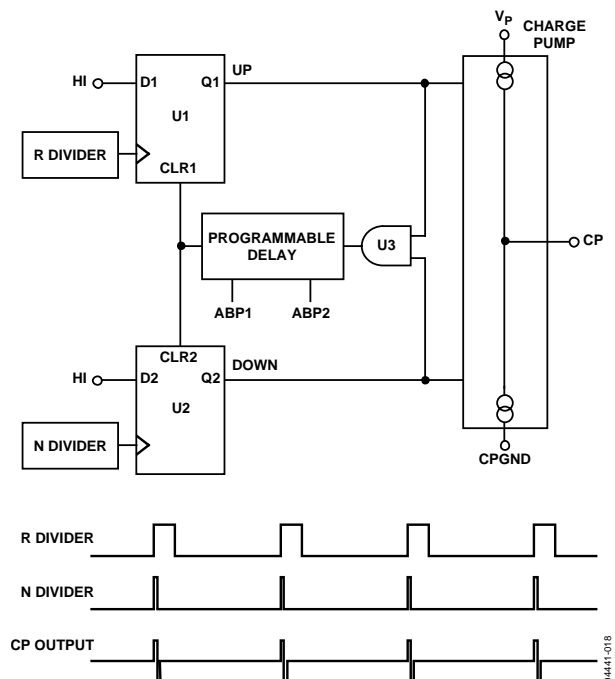 VP
CHARGE
PUMP
HI
D1
Q1
UP
U1
R DIVIDER
CLR1
PROGRAMMABLE
DELAY
U3
CP
ABP1
ABP2
CLR2
DOWN
HI
D2
Q2
U2
N DIVIDER
CPGND
R DIVIDER
N DIVIDER
CP OUTPUT
04441-018